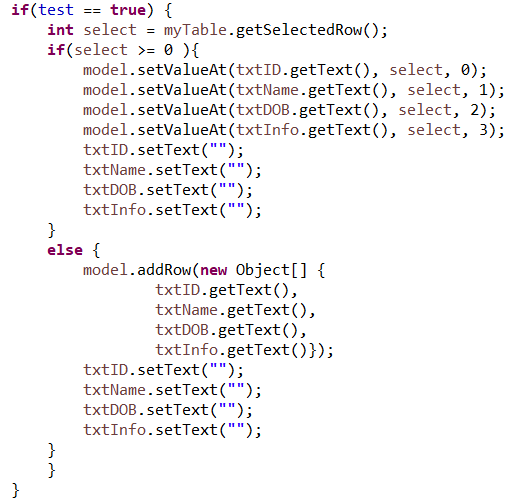 if(test == true) {
    int select = myTable.getSelectedRow();
    if(select >= 0 ){
        model.setValueAt(txtID.getText(), select, 0);
        model.setValueAt(txtName.getText(), select, 1);
        model.setValueAt(txtDOB.getText(), select, 2);
        model.setValueAt(txtInfo.getText(), select, 3);
        txtID.setText("");
        txtName.setText("");
        txtDOB.setText("");
        txtInfo.setText("");
    }
    else {
        model.addRow(new Object[] {
                txtID.getText(),
                txtName.getText(),
                txtDOB.getText(),
                txtInfo.getText()});
        txtID.setText("");
        txtName.setText("");
        txtDOB.setText("");
        txtInfo.setText("");
    }
    }
}